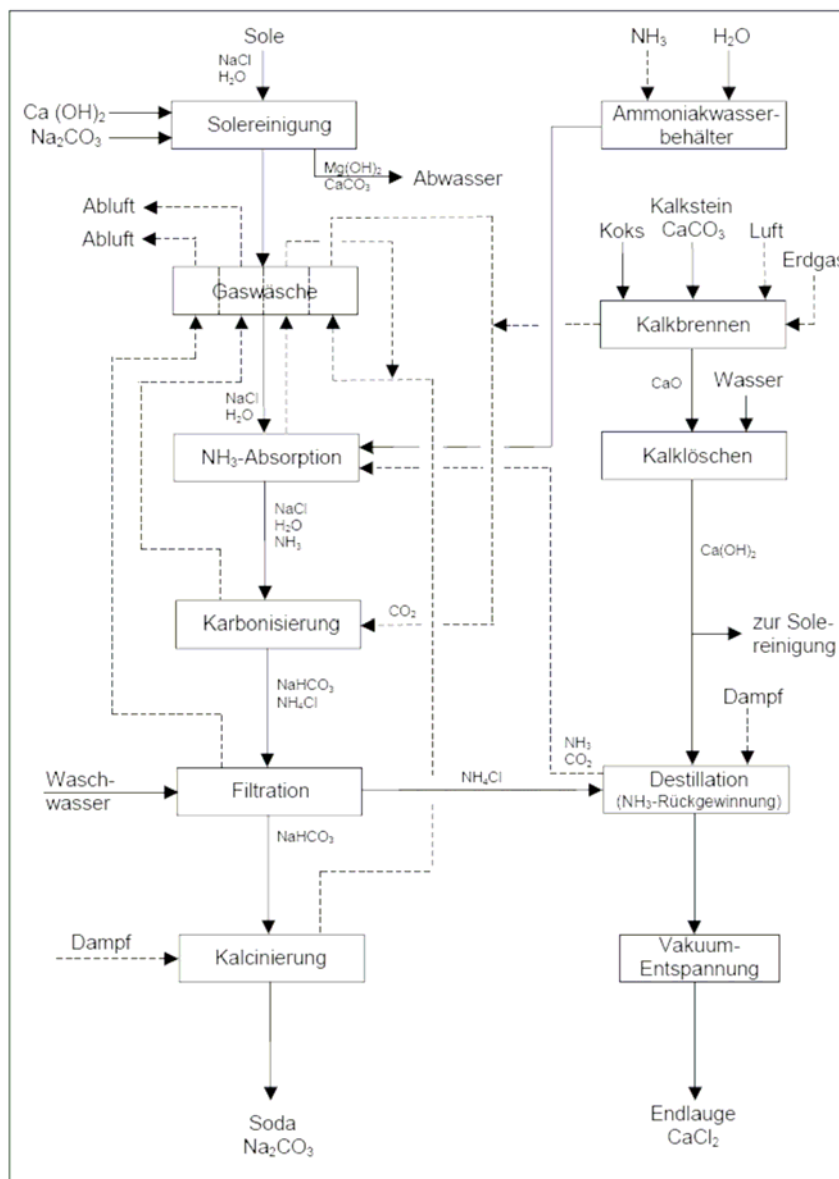 Sole
NaCl
H₂O
NH₃
H₂O
Ca (OH)₂
Na₂CO₃
Solereinigung
Ammoniakwasser-
behälter
Mg(OH)₂
CaCO₃
Abwasser
Abluft
Abluft
Gaswäsche
Koks
Kalkstein
CaCO₃
Luft
Erdgas
Kalkbrennen
NaCl
H₂O
CaO
Wasser
NH₃-Absorption
Kalklöschen
NaCl
H₂O
NH₃
Ca(OH)₂
Karbonisierung
CO₂
zur Sole-
reinigung
NaHCO₃
NH₄Cl
Dampf
NH₃
CO₂
Wasch-
wasser
Filtration
NH₄Cl
Destillation
(NH₃-Rückgewinnung)
NaHCO₃
Dampf
Kalcinierung
Vakuum-
Entspannung
Soda
Na₂CO₃
Endlauge
CaCl₂